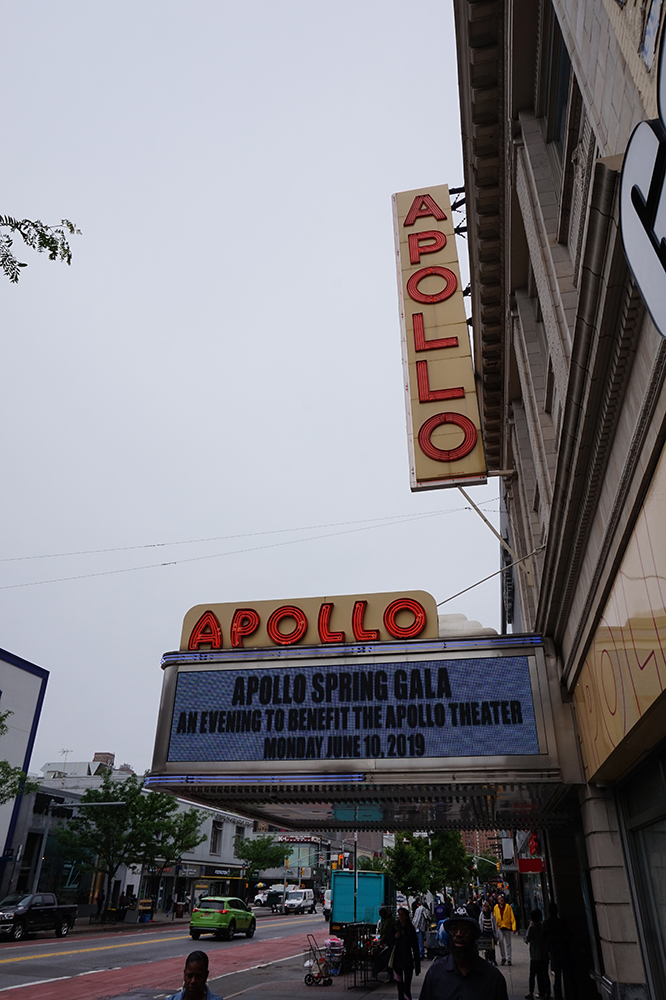 APOLLO
APOLLO
APOLLO SPRING GALA
AN EVENING TO BENEFIT THE APOLLO THEATER
MONDAY JUNE 10, 2019